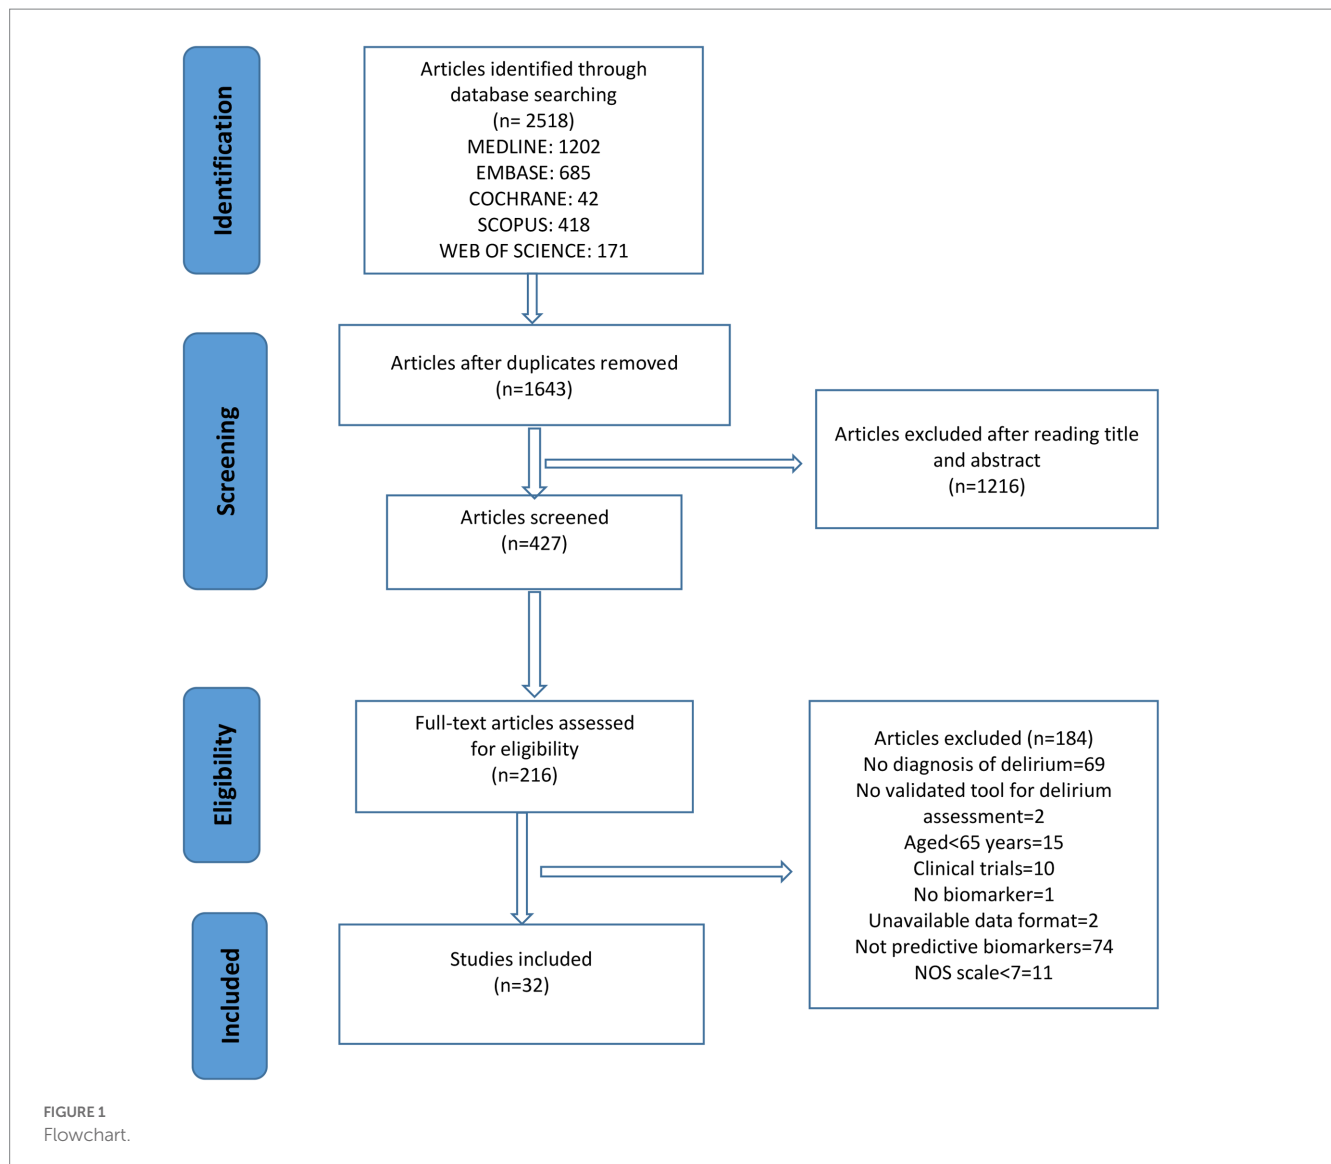 Identification
Articles identified through
database searching
(n= 2518)
MEDLINE: 1202
EMBASE: 685
COCHRANE: 42
SCOPUS: 418
WEB OF SCIENCE: 171
Screening
Articles after duplicates removed
(n=1643)
Articles excluded after reading title
and abstract
(n=1216)
Articles screened
(n=427)
Eligibility
Full-text articles assessed
for eligibility
(n=216)
Articles excluded (n=184)
No diagnosis of delirium=69
No validated tool for delirium
assessment=2
Aged<65 years=15
Clinical trials=10
No biomarker=1
Unavailable data format=2
Not predictive biomarkers=74
NOS scale<7=11
Included
Studies included
(n=32)
FIGURE 1
Flowchart.